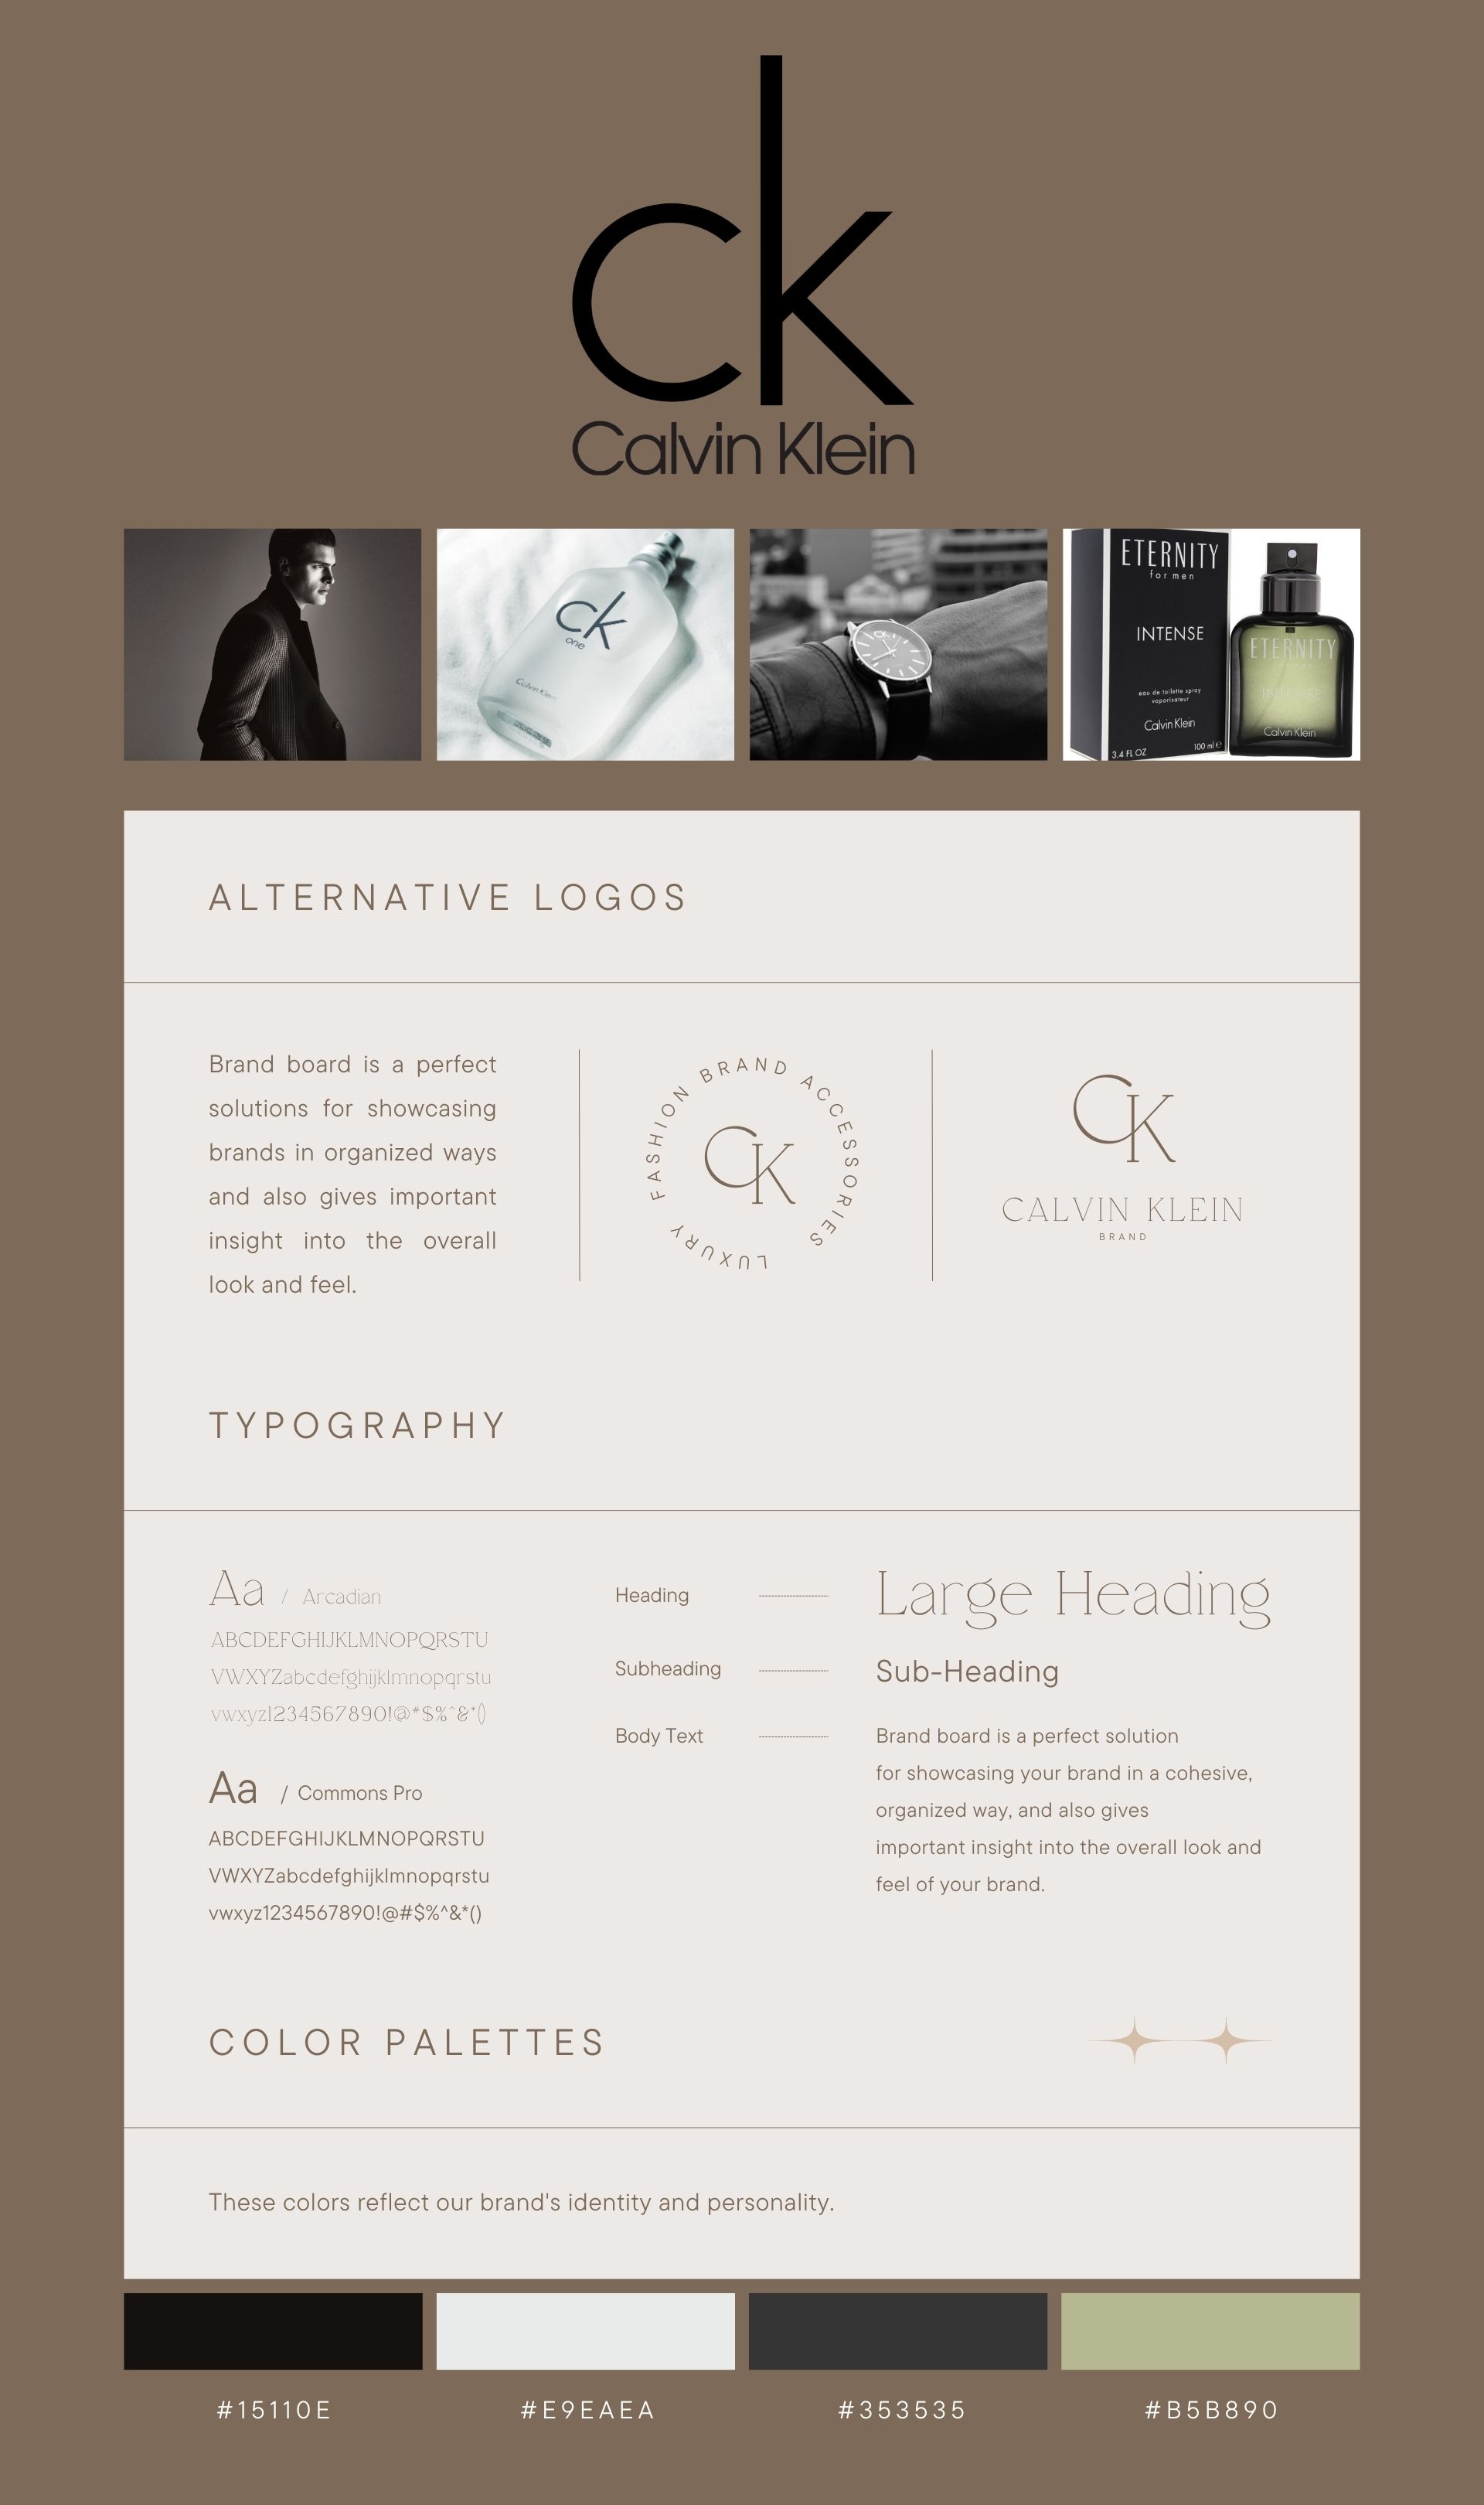 ck
Calvin Klein
ck
one
Calvin Klein
ck
ETERNITY
for men
INTENSE
eau de toilette spray
vaporisateur
Calvin Klein
3.4 FL OZ
100 ml e
ETERNITY
INTENSE
Calvin Klein
ALTERNATIVE LOGOS
Brand board is a perfect
solutions for showcasing
brands in organized ways
and also gives important
insight into the overall
look and feel.
LUXURY FASHION BRAND ACCESSORIES
CK
CK
CALVIN KLEIN
BRAND
TYPOGRAPHY
Aa / Arcadian
ABCDEFGHIJKLMNOPQRSTU
VWXYZabcdefghijklmnopqrstu
vwxyz1234567890!@#$%^&*()
Aa / Commons Pro
ABCDEFGHIJKLMNOPQRSTU
VWXYZabcdefghijklmnopqrstu
vwxyz1234567890!@#$%^&*()
Heading
Large Heading
Subheading
Sub-Heading
Body Text
Brand board is a perfect solution
for showcasing your brand in a cohesive,
organized way, and also gives
important insight into the overall look and
feel of your brand.
COLOR PALETTES
These colors reflect our brand's identity and personality.
#15110E
#E9EAEA
#353535
#B5B890